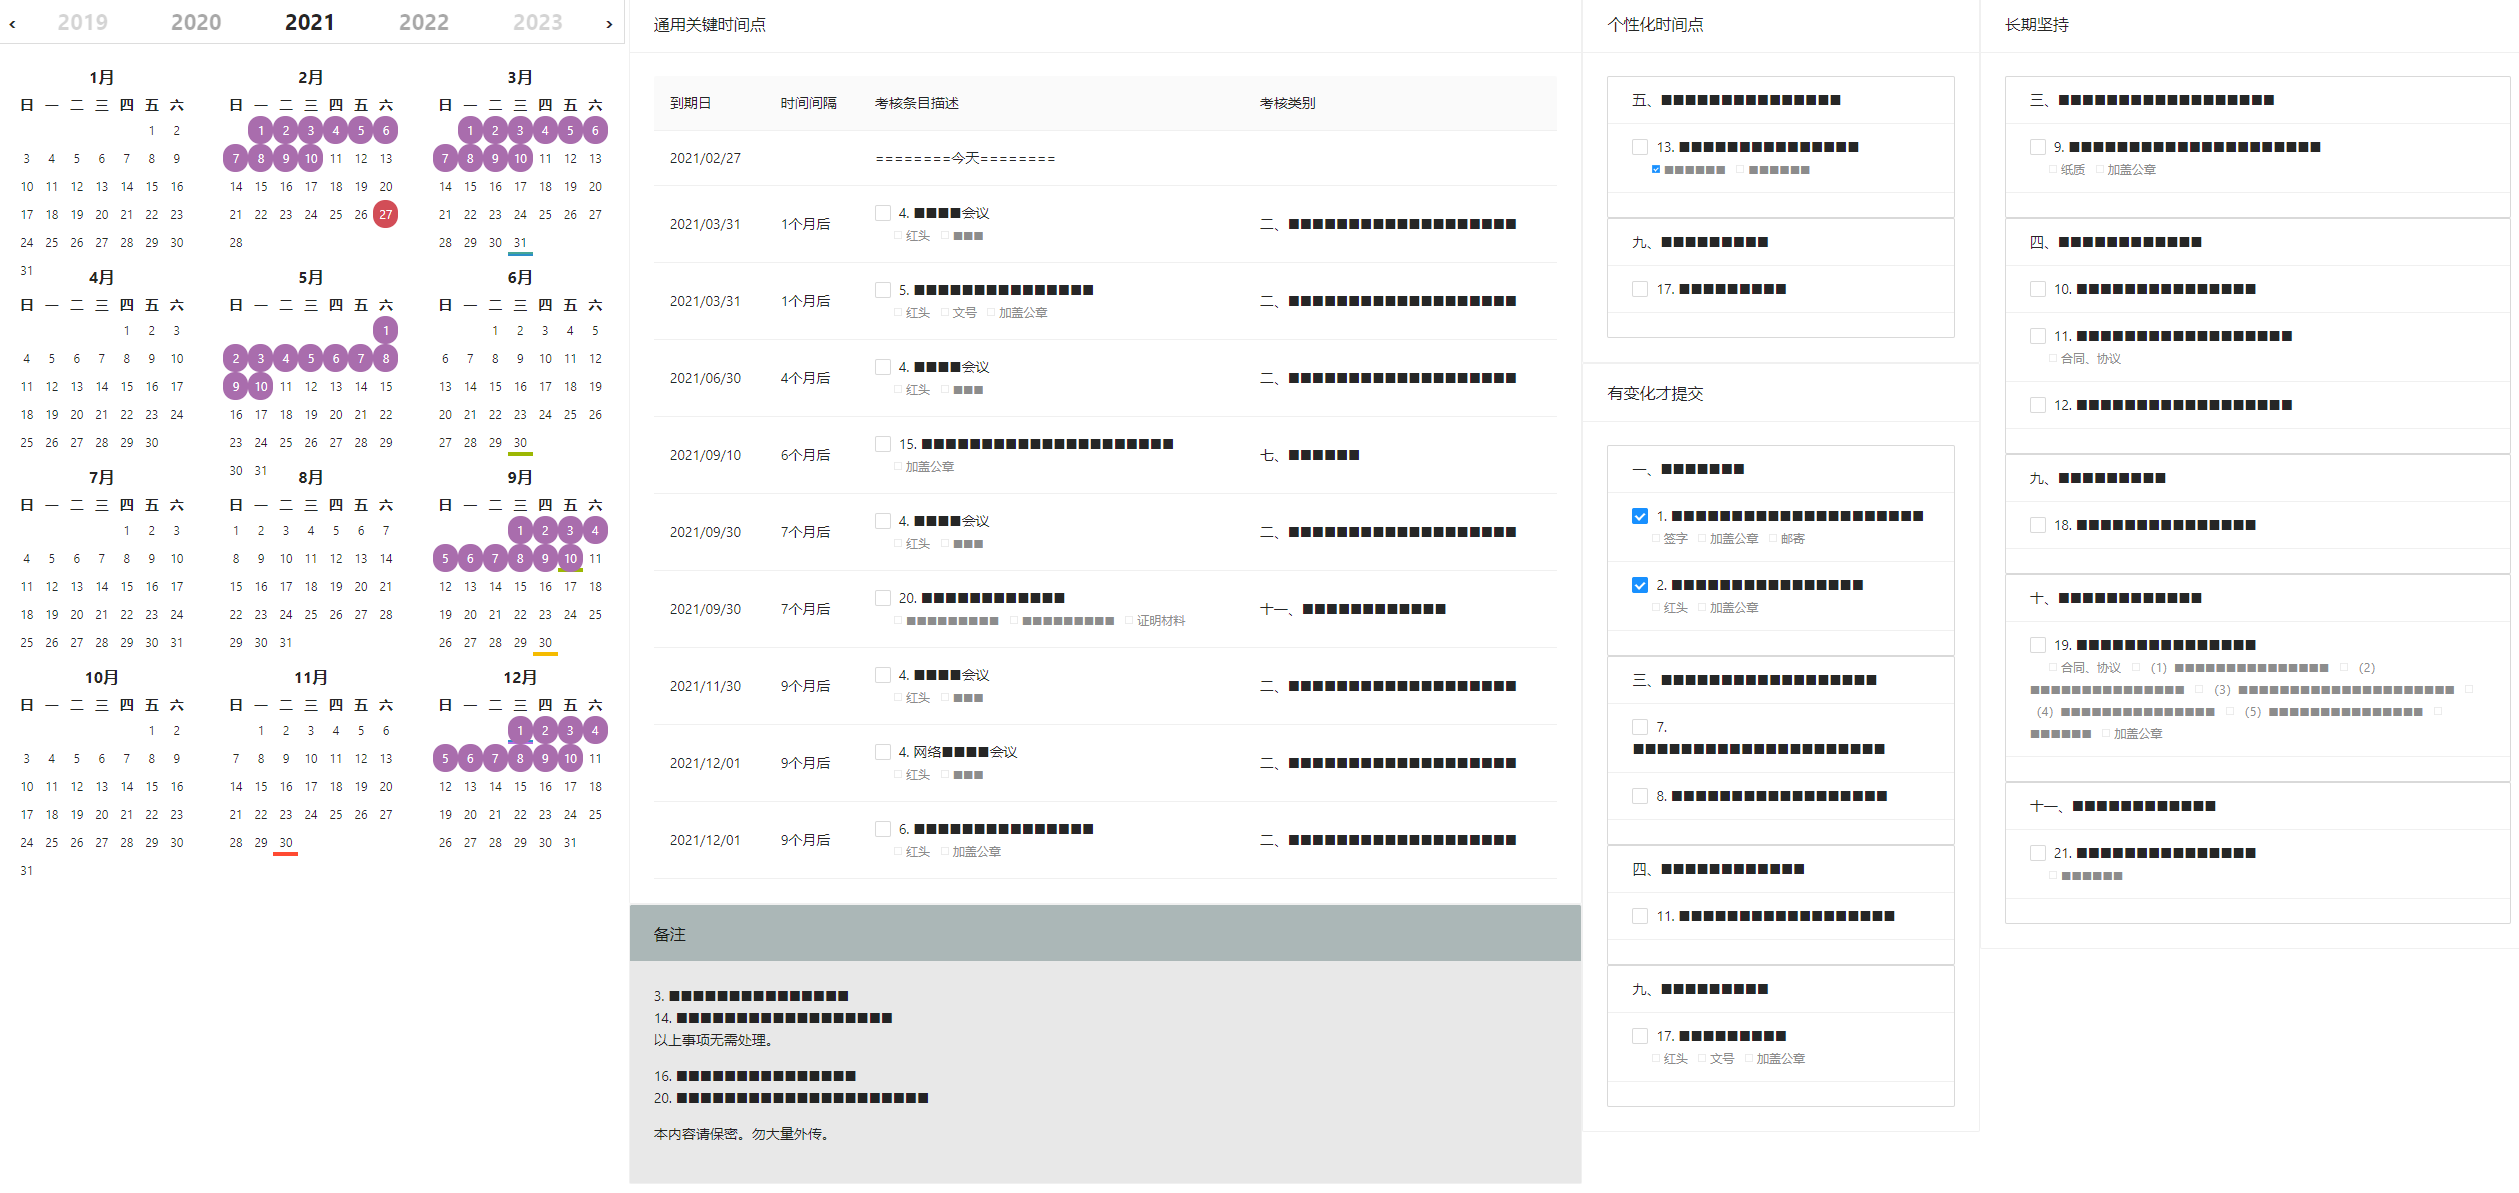 ‹ 2019 2020 2021 2022 2023 ›
1月
日 一 二 三 四 五 六
1 2
3 4 5 6 7 8 9
10 11 12 13 14 15 16
17 18 19 20 21 22 23
24 25 26 27 28 29 30
31
2月
日 一 二 三 四 五 六
1 2 3 4 5 6
7 8 9 10 11 12 13
14 15 16 17 18 19 20
21 22 23 24 25 26 27
28
3月
日 一 二 三 四 五 六
1 2 3 4 5 6
7 8 9 10 11 12 13
14 15 16 17 18 19 20
21 22 23 24 25 26 27
28 29 30 31
4月
日 一 二 三 四 五 六
1 2 3
4 5 6 7 8 9 10
11 12 13 14 15 16 17
18 19 20 21 22 23 24
25 26 27 28 29 30
5月
日 一 二 三 四 五 六
1
2 3 4 5 6 7 8
9 10 11 12 13 14 15
16 17 18 19 20 21 22
23 24 25 26 27 28 29
30 31
6月
日 一 二 三 四 五 六
1 2 3 4 5
6 7 8 9 10 11 12
13 14 15 16 17 18 19
20 21 22 23 24 25 26
27 28 29 30
7月
日 一 二 三 四 五 六
1 2 3
4 5 6 7 8 9 10
11 12 13 14 15 16 17
18 19 20 21 22 23 24
25 26 27 28 29 30 31
8月
日 一 二 三 四 五 六
1 2 3 4 5 6 7
8 9 10 11 12 13 14
15 16 17 18 19 20 21
22 23 24 25 26 27 28
29 30 31
9月
日 一 二 三 四 五 六
1 2 3 4
5 6 7 8 9 10 11
12 13 14 15 16 17 18
19 20 21 22 23 24 25
26 27 28 29 30
10月
日 一 二 三 四 五 六
1 2
3 4 5 6 7 8 9
10 11 12 13 14 15 16
17 18 19 20 21 22 23
24 25 26 27 28 29 30
31
11月
日 一 二 三 四 五 六
1 2 3 4 5 6
7 8 9 10 11 12 13
14 15 16 17 18 19 20
21 22 23 24 25 26 27
28 29 30
12月
日 一 二 三 四 五 六
1 2 3 4
5 6 7 8 9 10 11
12 13 14 15 16 17 18
19 20 21 22 23 24 25
26 27 28 29 30 31
通用关键时间点
到期日 时间间隔 考核条目描述 考核类别
2021/02/27 ========今天========
2021/03/31 1个月后 4. ■■■■会议 二、■■■■■■■■■■■■■■■■■■■
红头 ■■■
2021/03/31 1个月后 5. ■■■■■■■■■■■■■■■ 二、■■■■■■■■■■■■■■■■■■■
红头 文号 加盖公章
2021/06/30 4个月后 4. ■■■■会议 二、■■■■■■■■■■■■■■■■■■■
红头 ■■■
2021/09/10 6个月后 15. ■■■■■■■■■■■■■■■■■■■■■ 七、■■■■■■
加盖公章
2021/09/30 7个月后 4. ■■■■会议 二、■■■■■■■■■■■■■■■■■■■
红头 ■■■
2021/09/30 7个月后 20. ■■■■■■■■■■■■ 十一、■■■■■■■■■■■■
■■■■■■■■■ ■■■■■■■■■ 证明材料
2021/11/30 9个月后 4. ■■■■会议 二、■■■■■■■■■■■■■■■■■■■
红头 ■■■
2021/12/01 9个月后 4. 网络■■■■会议 二、■■■■■■■■■■■■■■■■■■■
红头 ■■■
2021/12/01 9个月后 6. ■■■■■■■■■■■■■■■ 二、■■■■■■■■■■■■■■■■■■■
红头 加盖公章
备注
3. ■■■■■■■■■■■■■■■
14. ■■■■■■■■■■■■■■■■■■
以上事项无需处理。
16. ■■■■■■■■■■■■■■■
20. ■■■■■■■■■■■■■■■■■■■■■
本内容请保密。勿大量外传。
个性化时间点
五、■■■■■■■■■■■■■■■
13. ■■■■■■■■■■■■■■■
■■■■■■ ■■■■■■
九、■■■■■■■■■
17. ■■■■■■■■■
有变化才提交
一、■■■■■■■
1. ■■■■■■■■■■■■■■■■■■■■■
签字 加盖公章 邮寄
2. ■■■■■■■■■■■■■■■■
红头 加盖公章
三、■■■■■■■■■■■■■■■■■■
7.
■■■■■■■■■■■■■■■■■■■■■
8. ■■■■■■■■■■■■■■■■■■
四、■■■■■■■■■■■■
11. ■■■■■■■■■■■■■■■■■■
九、■■■■■■■■■
17. ■■■■■■■■■
红头 文号 加盖公章
长期坚持
三、■■■■■■■■■■■■■■■■■■
9. ■■■■■■■■■■■■■■■■■■■■■
纸质 加盖公章
四、■■■■■■■■■■■■
10. ■■■■■■■■■■■■■■■
11. ■■■■■■■■■■■■■■■■■■
合同、协议
12. ■■■■■■■■■■■■■■■■■■
九、■■■■■■■■■
18. ■■■■■■■■■■■■■■■
十、■■■■■■■■■■■■
19. ■■■■■■■■■■■■■■■
合同、协议 (1) ■■■■■■■■■■■■■■■ (2)
■■■■■■■■■■■■■■■ (3) ■■■■■■■■■■■■■■■■■■■■■
(4) ■■■■■■■■■■■■■■■ (5) ■■■■■■■■■■■■■■■
■■■■■■ 加盖公章
十一、■■■■■■■■■■■■
21. ■■■■■■■■■■■■■■■
■■■■■■